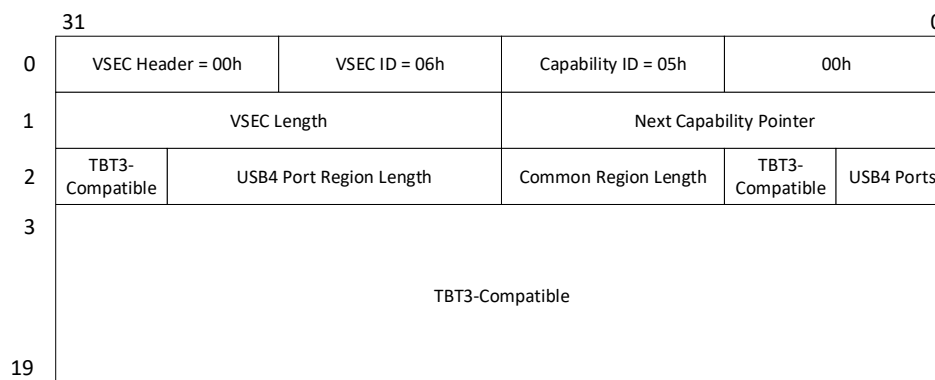 31 0
0 VSEC Header = 00h VSEC ID = 06h Capability ID = 05h 00h
1 VSEC Length Next Capability Pointer
2 TBT3-Compatible USB4 Port Region Length Common Region Length TBT3-Compatible USB4 Ports
3
TBT3-Compatible
19